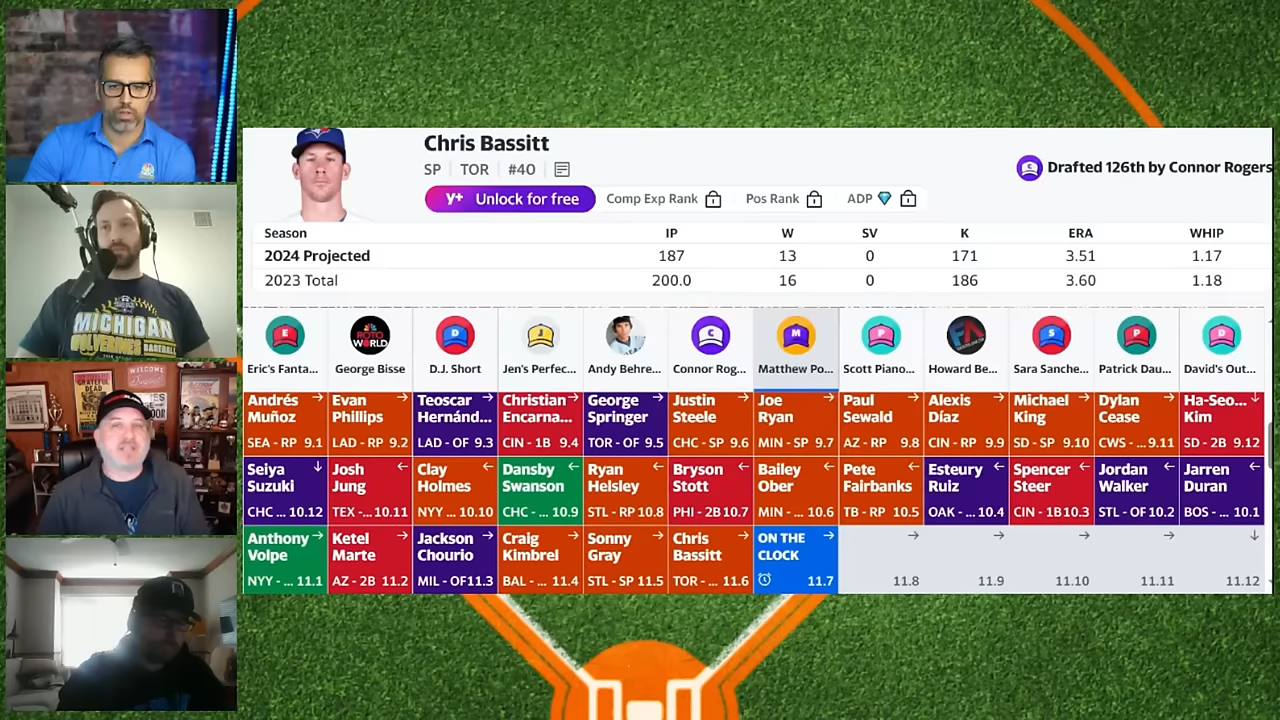 Chris Bassitt
SP TOR #40
Drafted 126th by Connor Rogers
y+ Unlock for free Comp Exp Rank Pos Rank ADP
Season IP W SV K ERA WHIP
2024 Projected 187 13 0 171 3.51 1.17
2023 Total 200.0 16 0 186 3.60 1.18
E ROTO WORLD D J C M P FA S P D
Eric's Fanta... George Bisse D.J. Short Jen's Perfec... Andy Behre... Connor Rog... Matthew Po... Scott Piano... Howard Be... Sara Sanche... Patrick Dau... David's Out...
Andrés Evan Teoscar Christian George Justin Joe Paul Alexis Michael Dylan Ha-Seo...
Muñoz Phillips Hernánd... Encarna... Springer Steele Ryan Sewald Díaz King Cease Kim
SEA - RP 9.1 LAD - RP 9.2 LAD - OF 9.3 CIN - 1B 9.4 TOR - OF 9.5 CHC - SP 9.6 MIN - SP 9.7 AZ - RP 9.8 CIN - RP 9.9 SD - SP 9.10 CWS - ... 9.11 SD - 2B 9.12
Seiya Josh Clay Dansby Ryan Bryson Bailey Pete Esteury Spencer Jordan Jarren
Suzuki Jung Holmes Swanson Helsley Stott Ober Fairbanks Ruiz Steer Walker Duran
CHC ... 10.12 TEX - ... 10.11 NYY ... 10.10 CHC - ... 10.9 STL - RP 10.8 PHI - 2B 10.7 MIN - ... 10.6 TB - RP 10.5 OAK - ... 10.4 CIN - 1B 10.3 STL - OF 10.2 BOS - ... 10.1
Anthony Ketel Jackson Craig Sonny Chris ON THE
Volpe Marte Chourio Kimbrel Gray Bassitt CLOCK
NYY - ... 11.1 AZ - 2B 11.2 MIL - OF 11.3 BAL - ... 11.4 STL - SP 11.5 TOR - ... 11.6 11.7 11.8 11.9 11.10 11.11 11.12
MICHIGAN
WOLVERINES
BASEBALL
GRATEFUL
DEAD
WELCOME